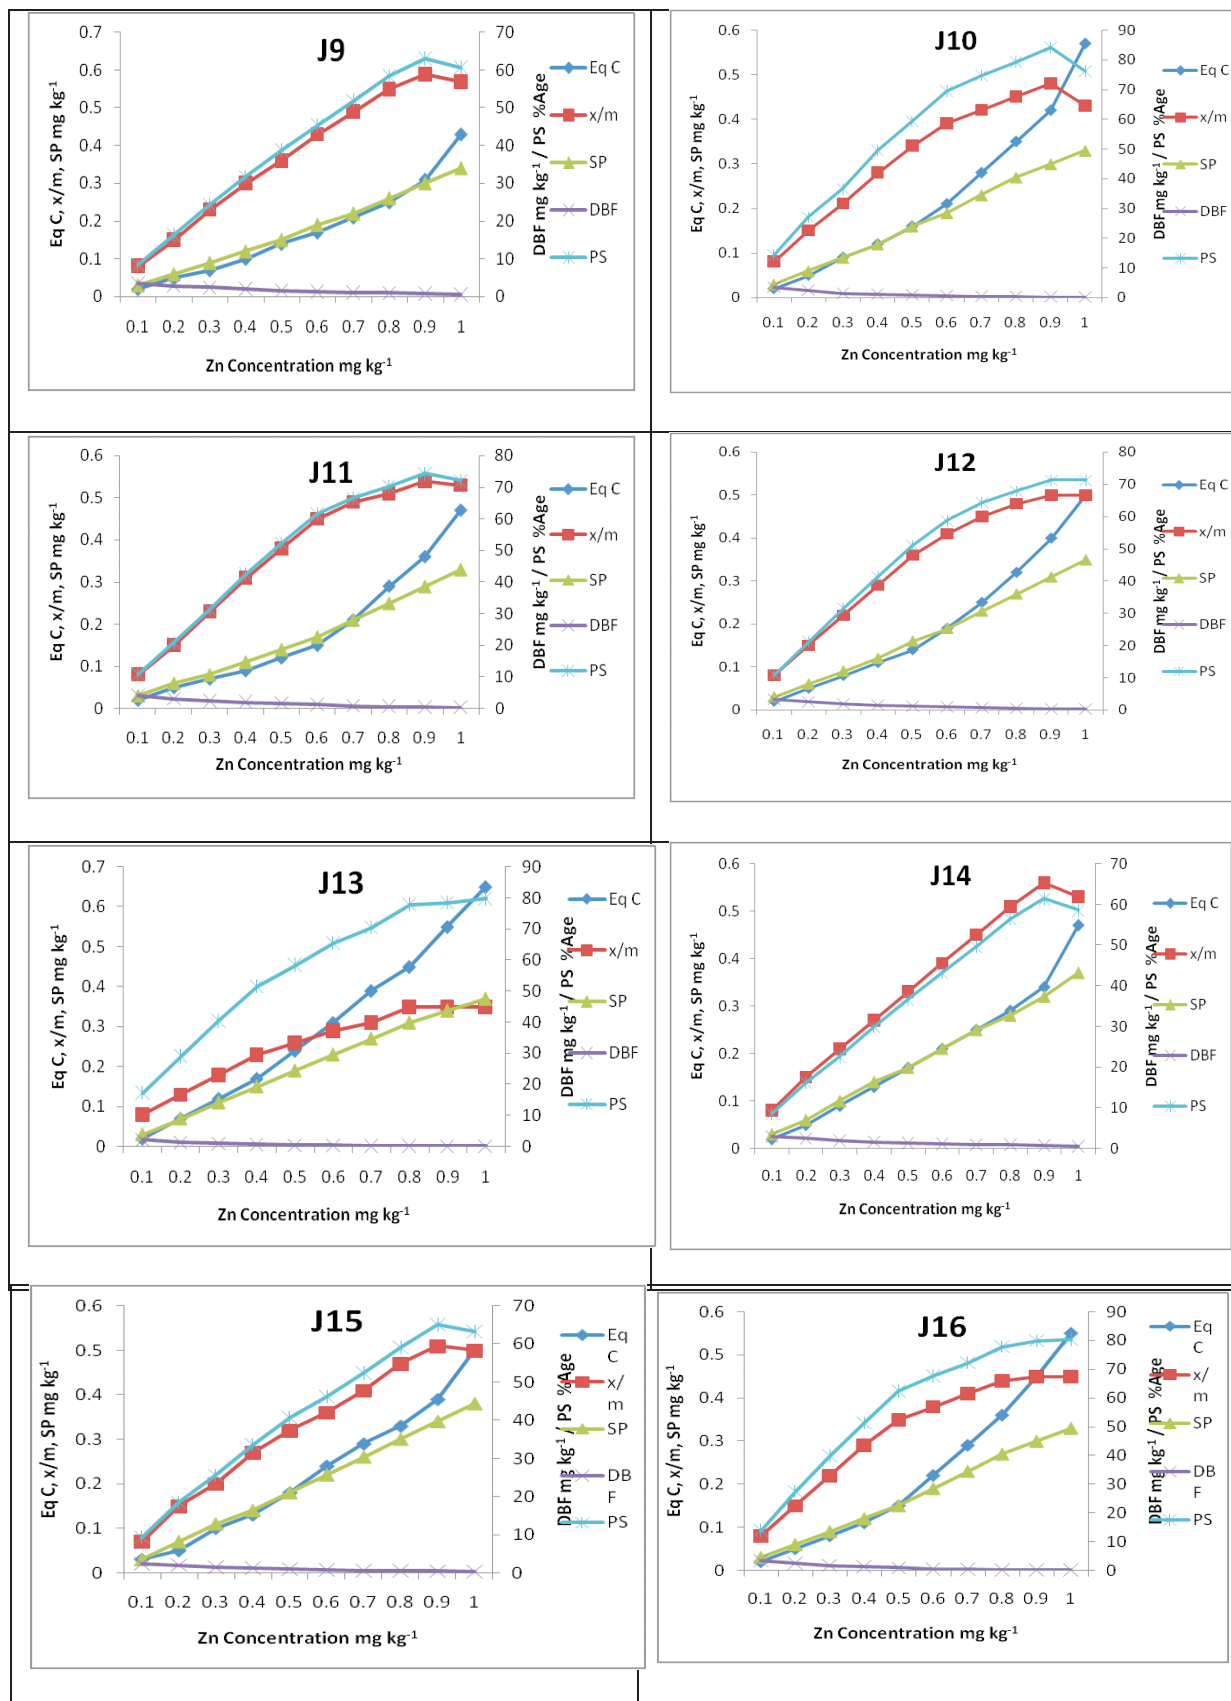 J9
0.7
0.6
0.5
0.4
0.3
0.2
0.1
0
70
60
50
40
30
20
10
0
Eq C, x/m, SP mg kg-1
DBF mg kg-1 / PS %Age
Eq C
x/m
SP
DBF
PS
0.1 0.2 0.3 0.4 0.5 0.6 0.7 0.8 0.9 1
Zn Concentration mg kg-1
J10
0.6
0.5
0.4
0.3
0.2
0.1
0
90
80
70
60
50
40
30
20
10
0
Eq C, x/m, SP mg kg-1
DBF mg kg-1 / PS %Age
Eq C
x/m
SP
DBF
PS
0.1 0.2 0.3 0.4 0.5 0.6 0.7 0.8 0.9 1
Zn Concentration mg kg-1
J11
0.6
0.5
0.4
0.3
0.2
0.1
0
80
70
60
50
40
30
20
10
0
Eq C, x/m, SP mg kg-1
DBF mg kg-1 / PS %Age
Eq C
x/m
SP
DBF
PS
0.1 0.2 0.3 0.4 0.5 0.6 0.7 0.8 0.9 1
Zn Concentration mg kg-1
J12
0.6
0.5
0.4
0.3
0.2
0.1
0
80
70
60
50
40
30
20
10
0
Eq C, x/m, SP mg kg-1
DBF mg kg-1 / PS %Age
Eq C
x/m
SP
DBF
PS
0.1 0.2 0.3 0.4 0.5 0.6 0.7 0.8 0.9 1
Zn Concentration mg kg-1
J13
0.7
0.6
0.5
0.4
0.3
0.2
0.1
0
90
80
70
60
50
40
30
20
10
0
Eq C, x/m, SP mg kg-1
DBF mg kg-1 / PS %Age
Eq C
x/m
SP
DBF
PS
0.1 0.2 0.3 0.4 0.5 0.6 0.7 0.8 0.9 1
Zn Concentration mg kg-1
J14
0.6
0.5
0.4
0.3
0.2
0.1
0
70
60
50
40
30
20
10
0
Eq C, x/m, SP mg kg-1
DBF mg kg-1 / PS %Age
Eq C
x/m
SP
DBF
PS
0.1 0.2 0.3 0.4 0.5 0.6 0.7 0.8 0.9 1
Zn Concentration mg kg-1
J15
0.6
0.5
0.4
0.3
0.2
0.1
0
70
60
50
40
30
20
10
0
Eq C, x/m, SP mg kg-1
DBF mg kg-1 / PS %Age
Eq
C
x/
m
SP
DB
F
PS
0.1 0.2 0.3 0.4 0.5 0.6 0.7 0.8 0.9 1
Zn Concentration mg kg-1
J16
0.6
0.5
0.4
0.3
0.2
0.1
0
90
80
70
60
50
40
30
20
10
0
Eq C, x/m, SP mg kg-1
DBF mg kg-1 / PS %Age
Eq
C
x/
m
SP
DB
F
PS
0.1 0.2 0.3 0.4 0.5 0.6 0.7 0.8 0.9 1
Zn Concentration mg kg-1